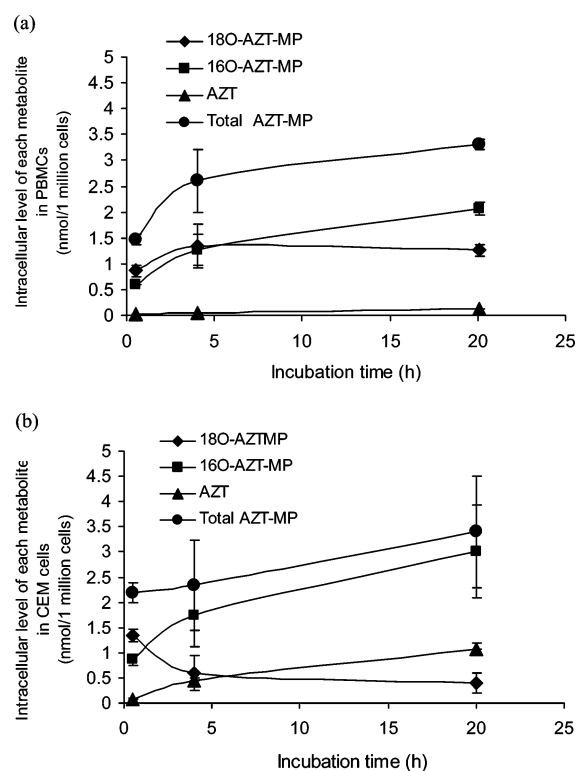 (a)
18O-AZT-MP
16O-AZT-MP
AZT
Total AZT-MP
Intracellular level of each metabolite
in PBMCs
(nmol/1 million cells)
5
4.5
4
3.5
3
2.5
2
1.5
1
0.5
0
0 5 10 15 20 25
Incubation time (h)
(b)
18O-AZTMP
16O-AZT-MP
AZT
Total AZT-MP
Intracellular level of each metabolite
in CEM cells
(nmol/1 million cells)
5
4.5
4
3.5
3
2.5
2
1.5
1
0.5
0
0 5 10 15 20 25
Incubation time (h)